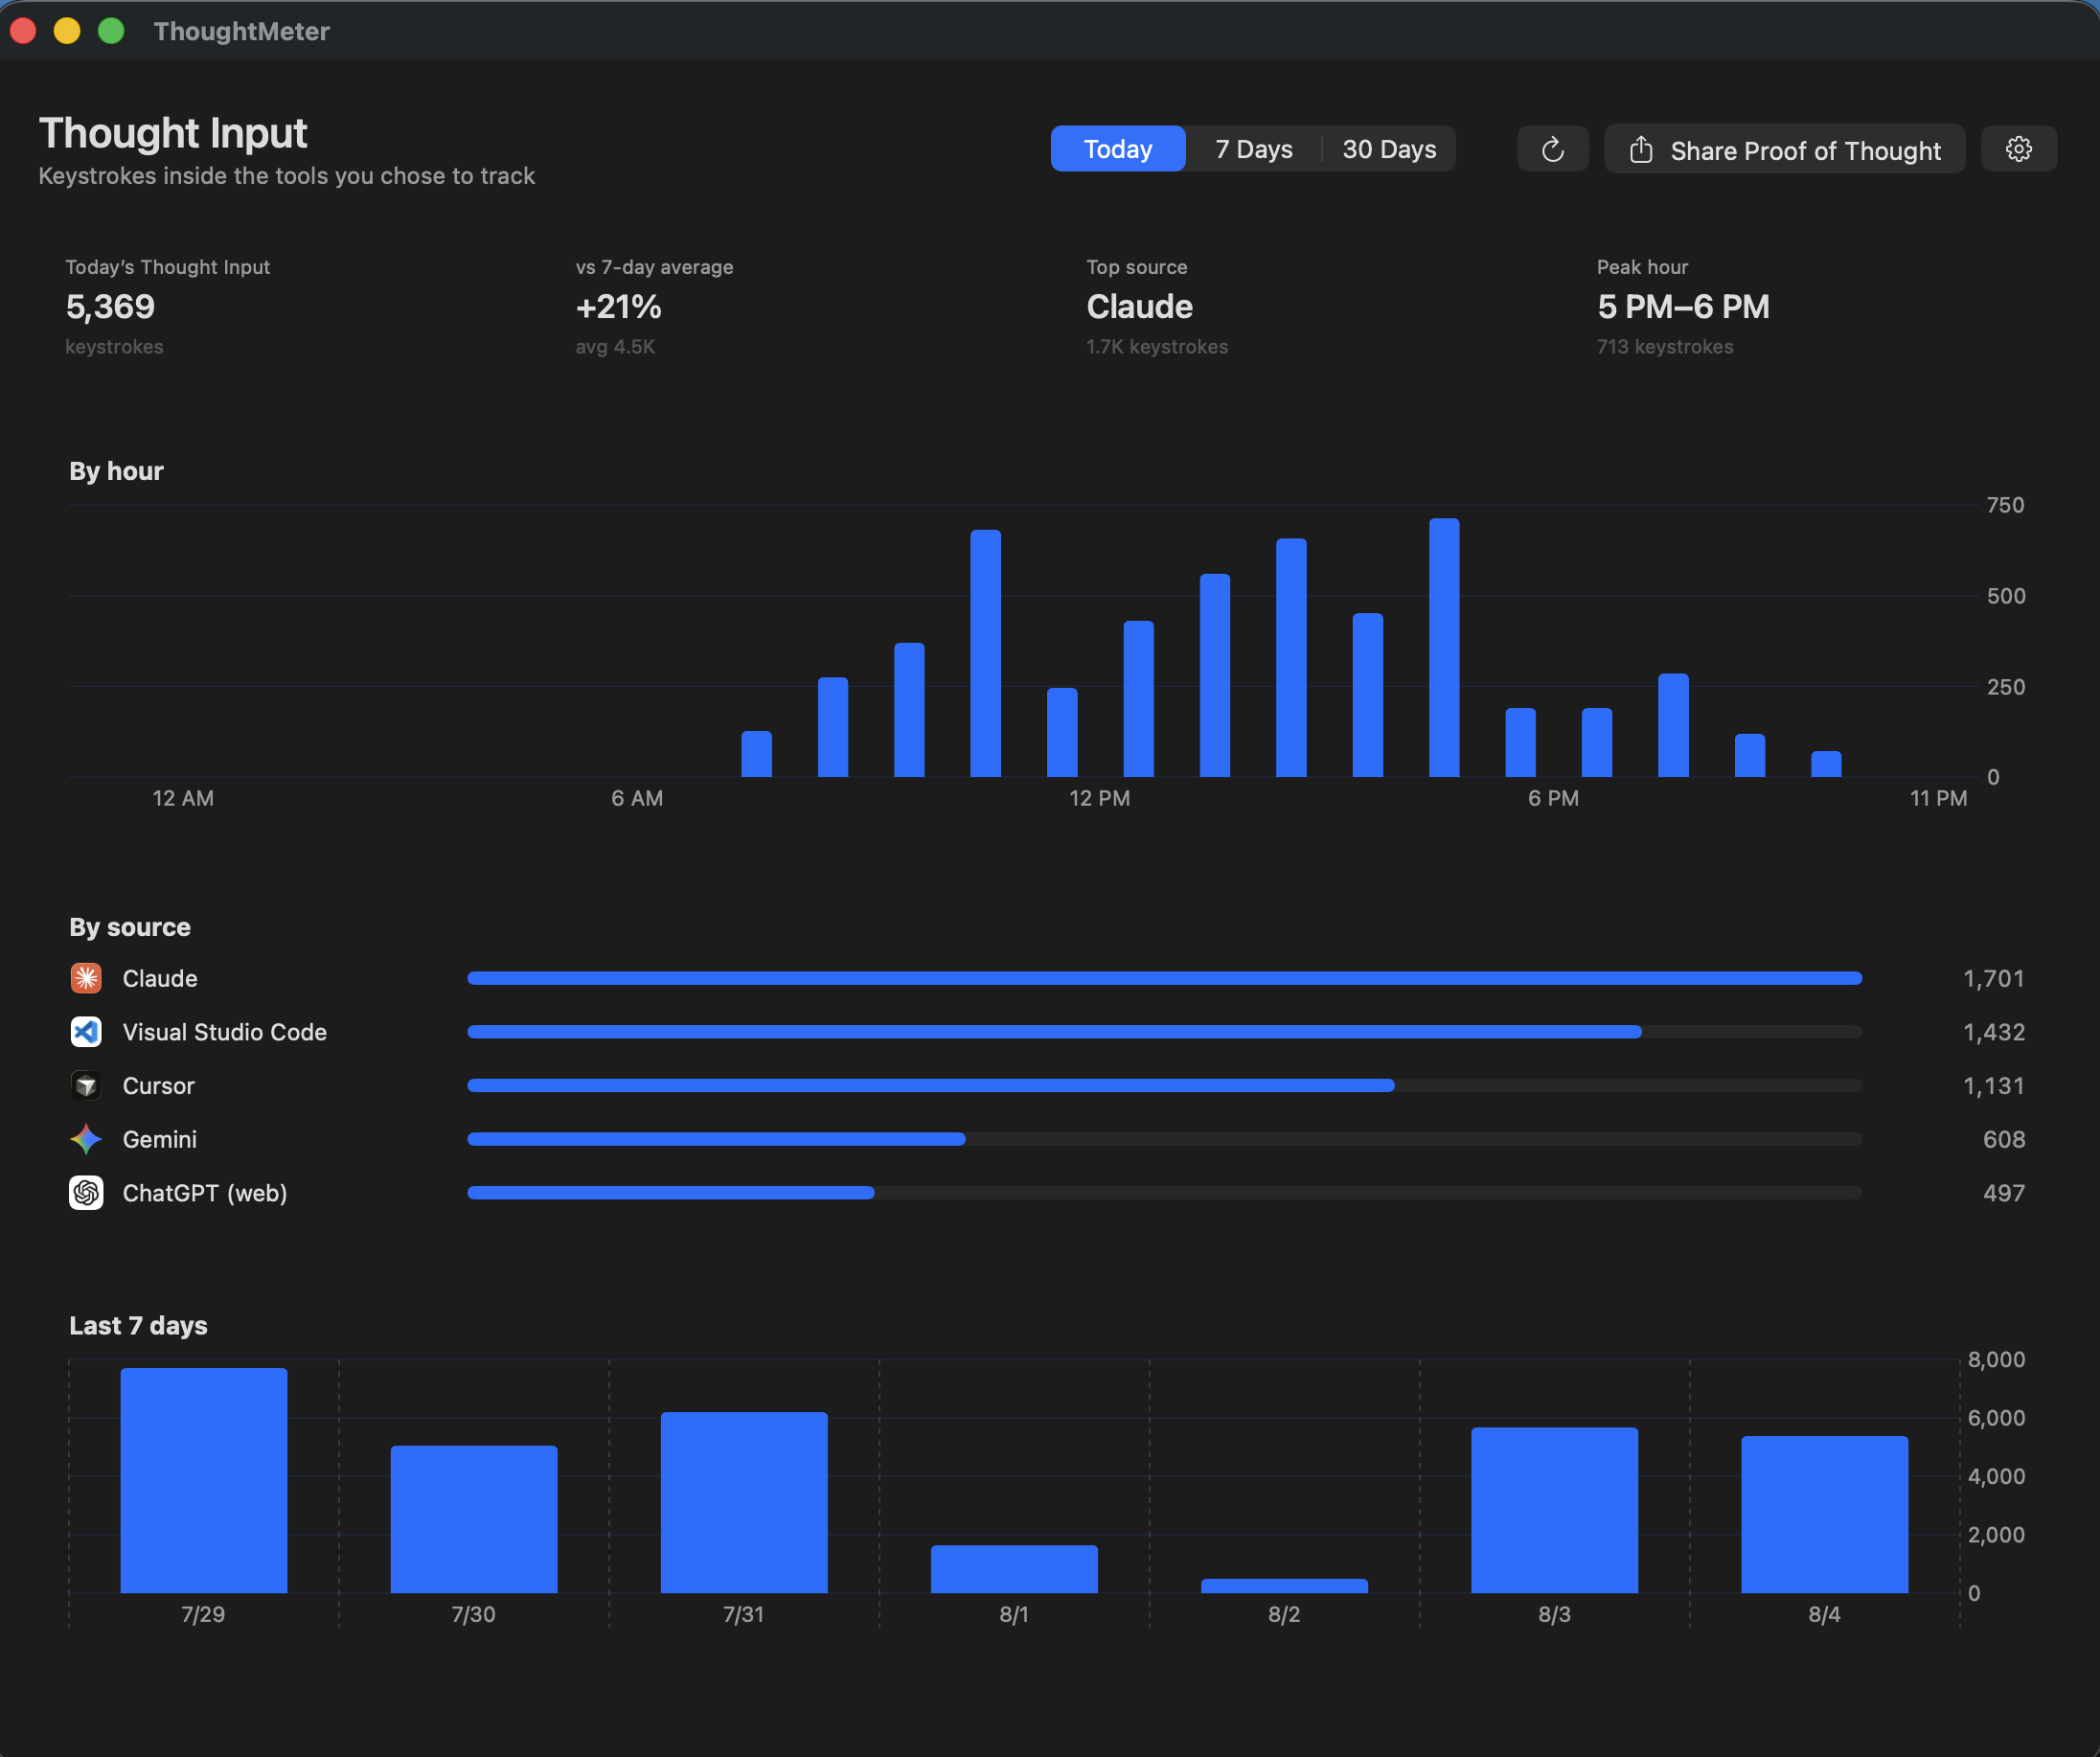 ThoughtMeter
Thought Input
Keystrokes inside the tools you chose to track
Today
7 Days
30 Days
Share Proof of Thought
Today’s Thought Input
5,369
keystrokes
vs 7-day average
+21%
avg 4.5K
Top source
Claude
1.7K keystrokes
Peak hour
5 PM–6 PM
713 keystrokes
By hour
750
500
250
0
12 AM
6 AM
12 PM
6 PM
11 PM
By source
Claude
1,701
Visual Studio Code
1,432
Cursor
1,131
Gemini
608
ChatGPT (web)
497
Last 7 days
8,000
6,000
4,000
2,000
0
7/29
7/30
7/31
8/1
8/2
8/3
8/4